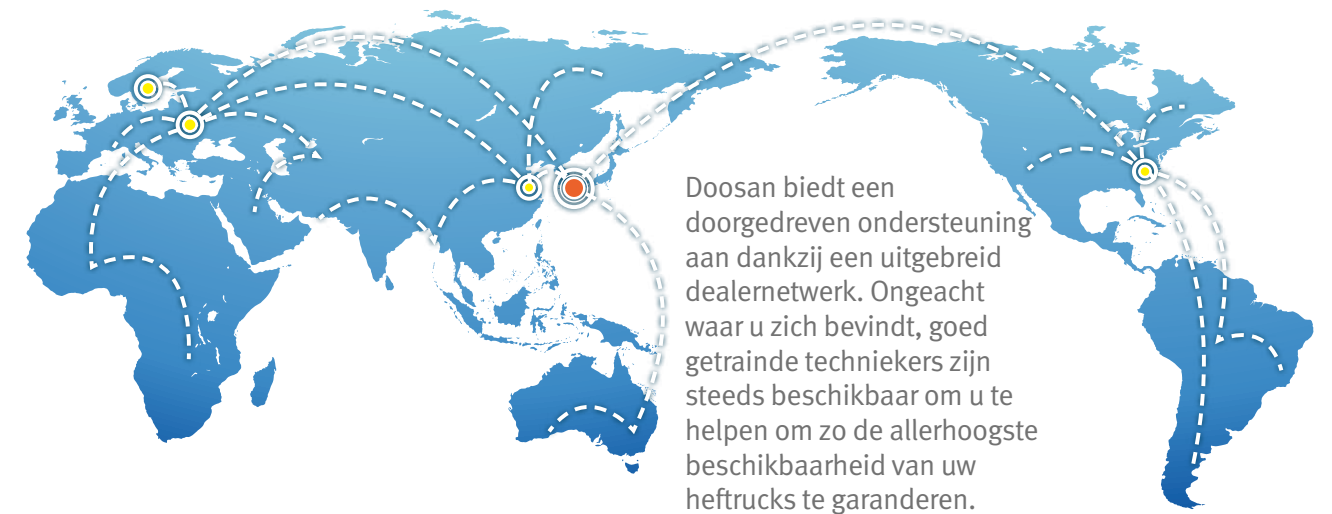 Doosan biedt een
doorgedreven ondersteuning
aan dankzij een uitgebreid
dealernetwerk. Ongeacht
waar u zich bevindt, goed
getrainde techniekers zijn
steeds beschikbaar om u te
helpen om zo de allerhoogste
beschikbaarheid van uw
heftrucks te garanderen.